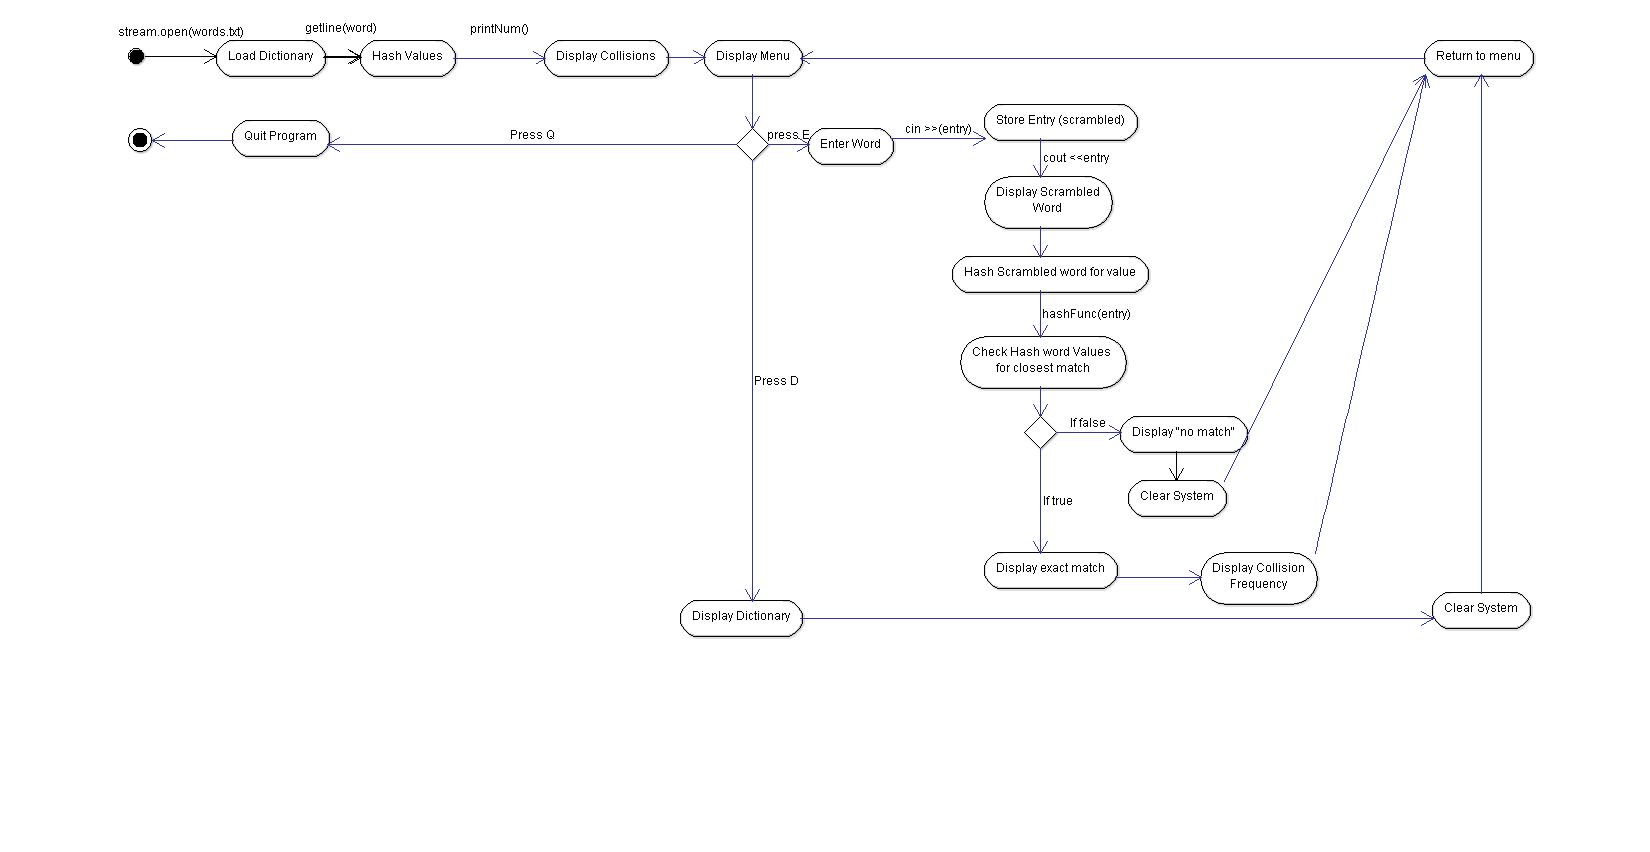 stream.open(words.txt)
getline(word)
printNum()
Load Dictionary
Hash Values
Display Collisions
Display Menu
Return to menu
Quit Program
Press Q
press E
Enter Word
cin >>(entry)
Store Entry (scrambled)
cout <<entry
Display Scrambled
Word
Hash Scrambled word for value
hashFunc(entry)
Check Hash word Values
for closest match
Press D
If false
Display "no match"
Clear System
If true
Display exact match
Display Collision
Frequency
Display Dictionary
Clear System